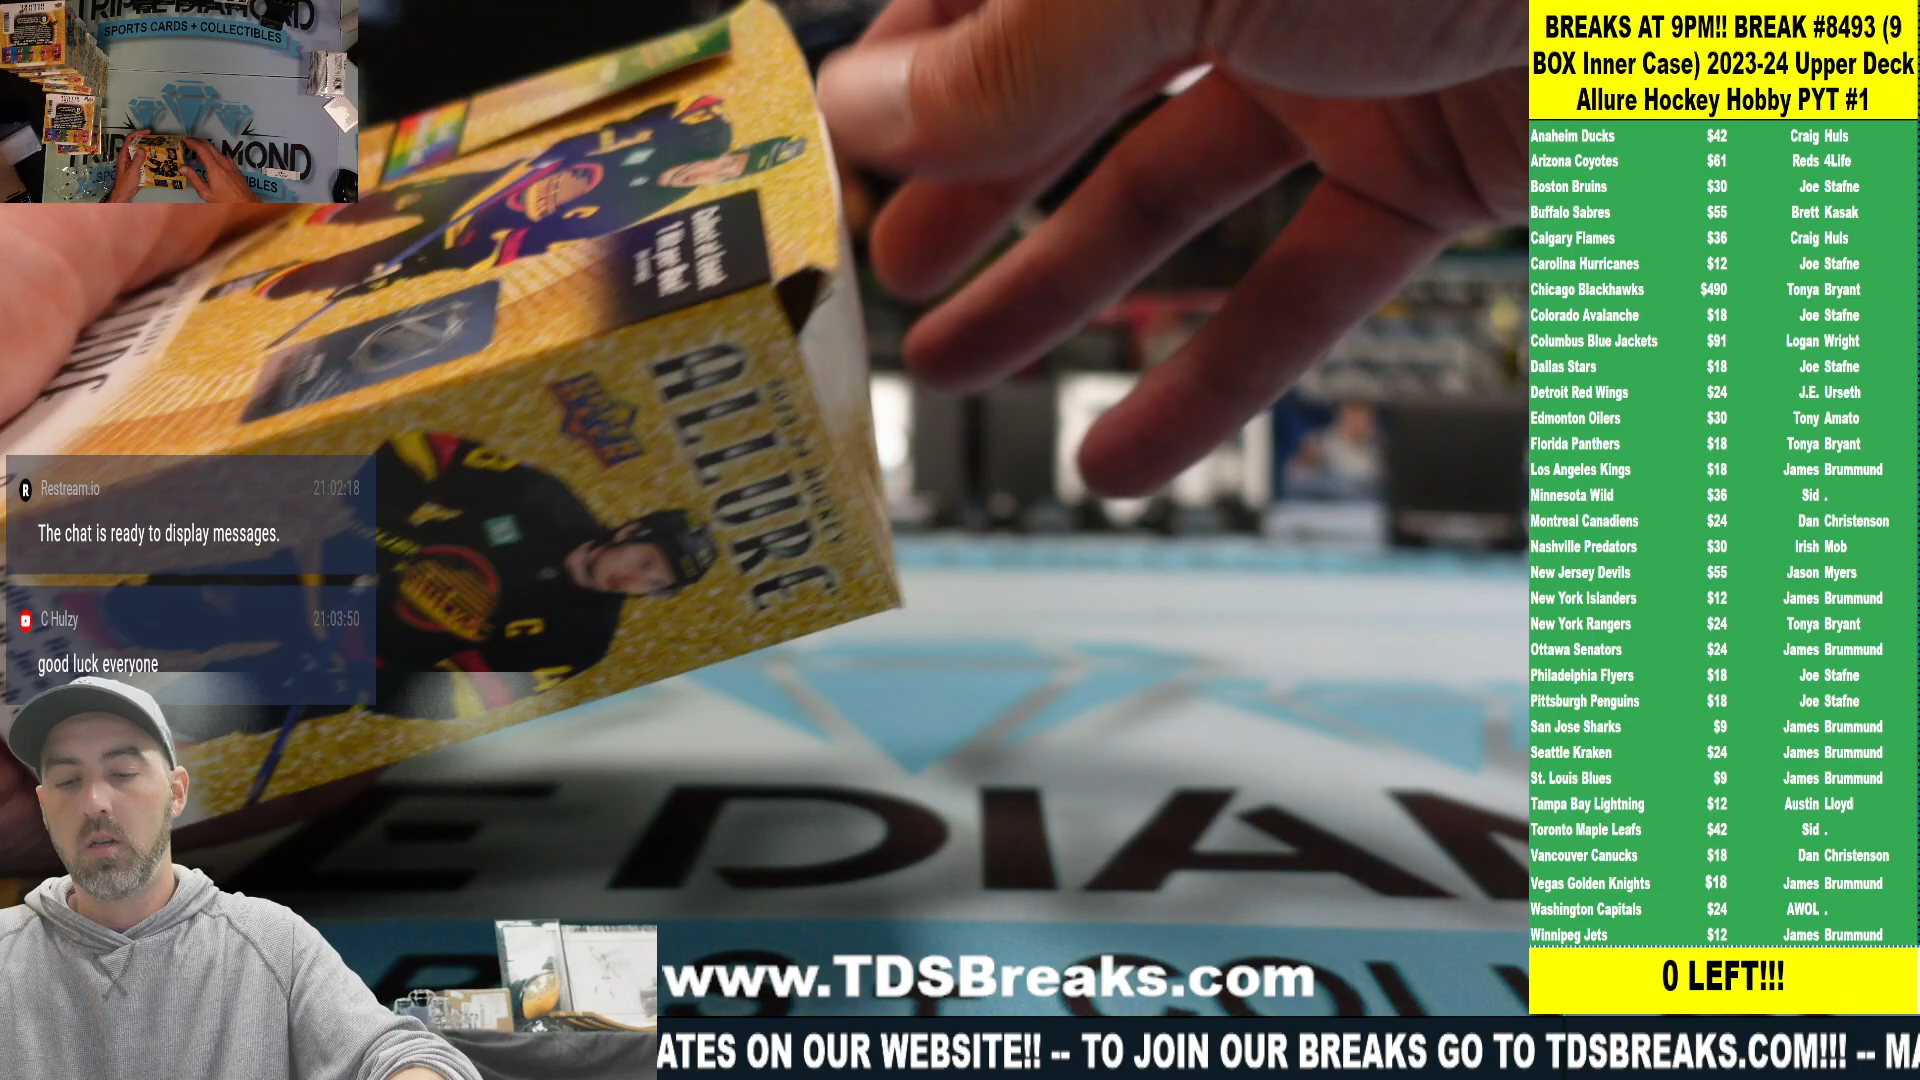 SPORTS CARDS + COLLECTIBLES
BREAKS AT 9PM!! BREAK #8493 (9
BOX Inner Case) 2023-24 Upper Deck
Allure Hockey Hobby PYT #1
Anaheim Ducks $42 Craig Huls
Arizona Coyotes $61 Reds 4Life
Boston Bruins $30 Joe Stafne
Buffalo Sabres $55 Brett Kasak
Calgary Flames $36 Craig Huls
Carolina Hurricanes $12 Joe Stafne
Chicago Blackhawks $490 Tonya Bryant
Colorado Avalanche $18 Joe Stafne
Columbus Blue Jackets $91 Logan Wright
Dallas Stars $18 Joe Stafne
Detroit Red Wings $24 J.E. Urseth
Edmonton Oilers $30 Tony Amato
Florida Panthers $18 Tonya Bryant
Los Angeles Kings $18 James Brummund
Minnesota Wild $36 Sid .
Montreal Canadiens $24 Dan Christenson
Nashville Predators $30 Irish Mob
New Jersey Devils $55 Jason Myers
New York Islanders $12 James Brummund
New York Rangers $24 Tonya Bryant
Ottawa Senators $24 James Brummund
Philadelphia Flyers $18 Joe Stafne
Pittsburgh Penguins $18 Joe Stafne
San Jose Sharks $9 James Brummund
Seattle Kraken $24 James Brummund
St. Louis Blues $9 James Brummund
Tampa Bay Lightning $12 Austin Lloyd
Toronto Maple Leafs $42 Sid .
Vancouver Canucks $18 Dan Christenson
Vegas Golden Knights $18 James Brummund
Washington Capitals $24 AWOL .
Winnipeg Jets $12 James Brummund
0 LEFT!!!
ALLURE
Restream.io 21:02:18
The chat is ready to display messages.
C Hulzy 21:03:50
good luck everyone
E DIAM
www.TDSBreaks.com
ATES ON OUR WEBSITE!! -- TO JOIN OUR BREAKS GO TO TDSBREAKS.COM!!! -- MA